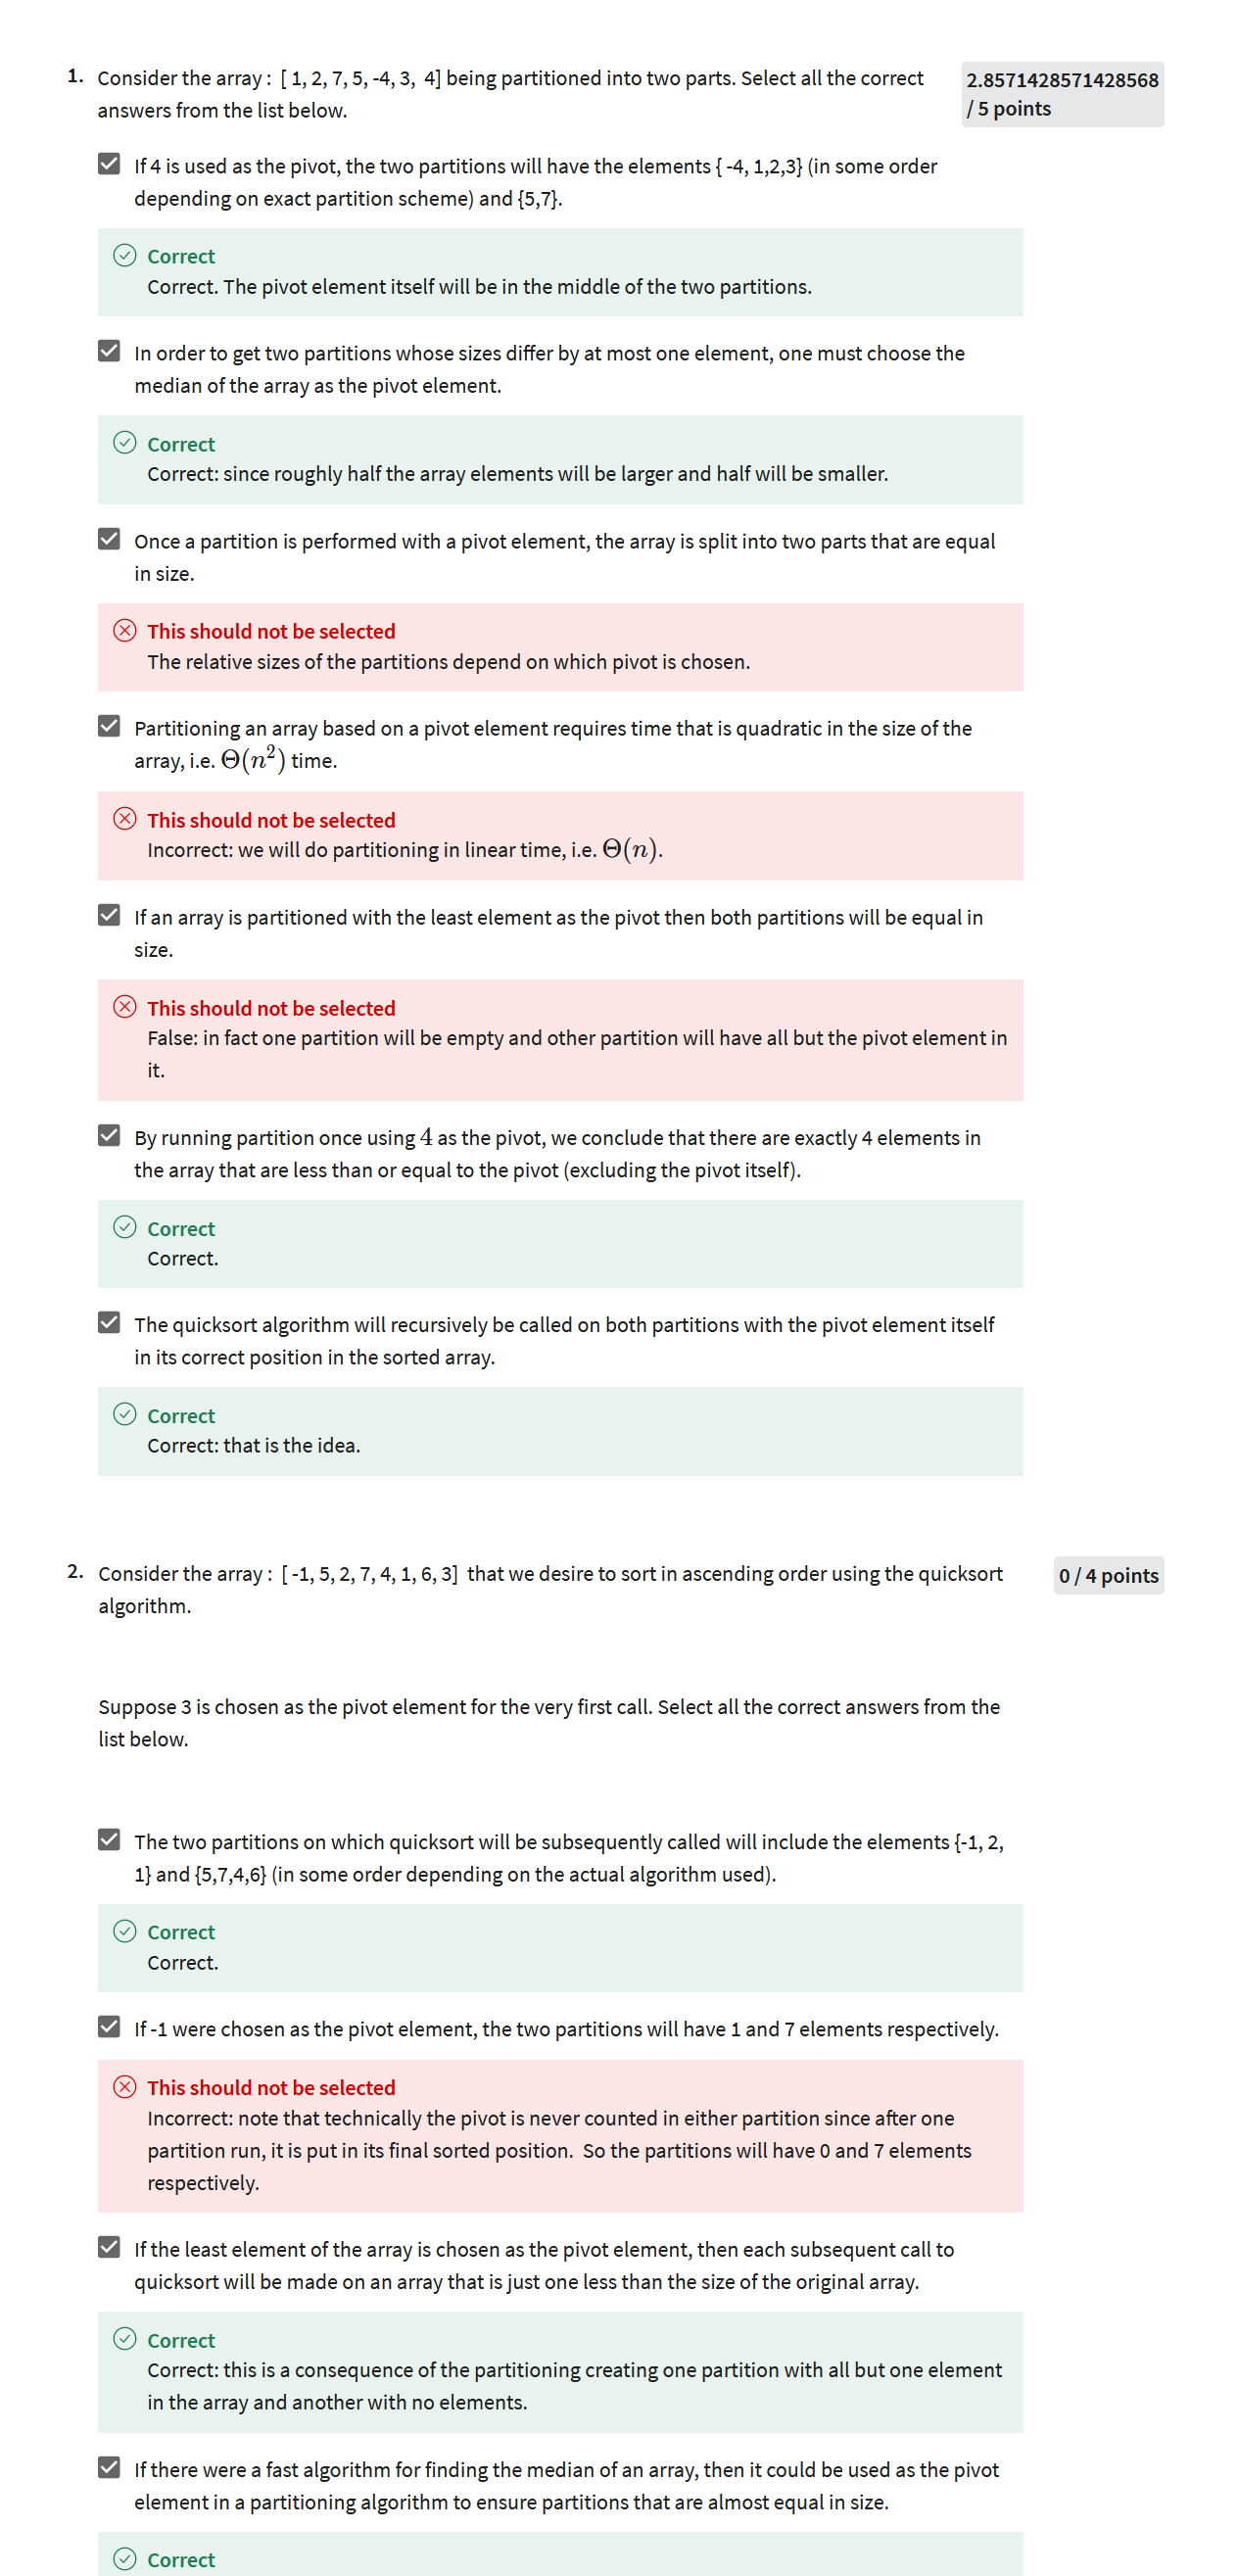 1. Consider the array : [ 1, 2, 7, 5, -4, 3, 4] being partitioned into two parts. Select all the correct
answers from the list below.
2.8571428571428568
/ 5 points
If 4 is used as the pivot, the two partitions will have the elements { -4, 1,2,3} (in some order
depending on exact partition scheme) and {5,7}.
Correct
Correct. The pivot element itself will be in the middle of the two partitions.
In order to get two partitions whose sizes differ by at most one element, one must choose the
median of the array as the pivot element.
Correct
Correct: since roughly half the array elements will be larger and half will be smaller.
Once a partition is performed with a pivot element, the array is split into two parts that are equal
in size.
This should not be selected
The relative sizes of the partitions depend on which pivot is chosen.
Partitioning an array based on a pivot element requires time that is quadratic in the size of the
array, i.e. Θ(n²) time.
This should not be selected
Incorrect: we will do partitioning in linear time, i.e. Θ(n).
If an array is partitioned with the least element as the pivot then both partitions will be equal in
size.
This should not be selected
False: in fact one partition will be empty and other partition will have all but the pivot element in
it.
By running partition once using 4 as the pivot, we conclude that there are exactly 4 elements in
the array that are less than or equal to the pivot (excluding the pivot itself).
Correct
Correct.
The quicksort algorithm will recursively be called on both partitions with the pivot element itself
in its correct position in the sorted array.
Correct
Correct: that is the idea.
2. Consider the array : [ -1, 5, 2, 7, 4, 1, 6, 3] that we desire to sort in ascending order using the quicksort
algorithm.
0 / 4 points
Suppose 3 is chosen as the pivot element for the very first call. Select all the correct answers from the
list below.
The two partitions on which quicksort will be subsequently called will include the elements {-1, 2,
1} and {5,7,4,6} (in some order depending on the actual algorithm used).
Correct
Correct.
If -1 were chosen as the pivot element, the two partitions will have 1 and 7 elements respectively.
This should not be selected
Incorrect: note that technically the pivot is never counted in either partition since after one
partition run, it is put in its final sorted position. So the partitions will have 0 and 7 elements
respectively.
If the least element of the array is chosen as the pivot element, then each subsequent call to
quicksort will be made on an array that is just one less than the size of the original array.
Correct
Correct: this is a consequence of the partitioning creating one partition with all but one element
in the array and another with no elements.
If there were a fast algorithm for finding the median of an array, then it could be used as the pivot
element in a partitioning algorithm to ensure partitions that are almost equal in size.
Correct